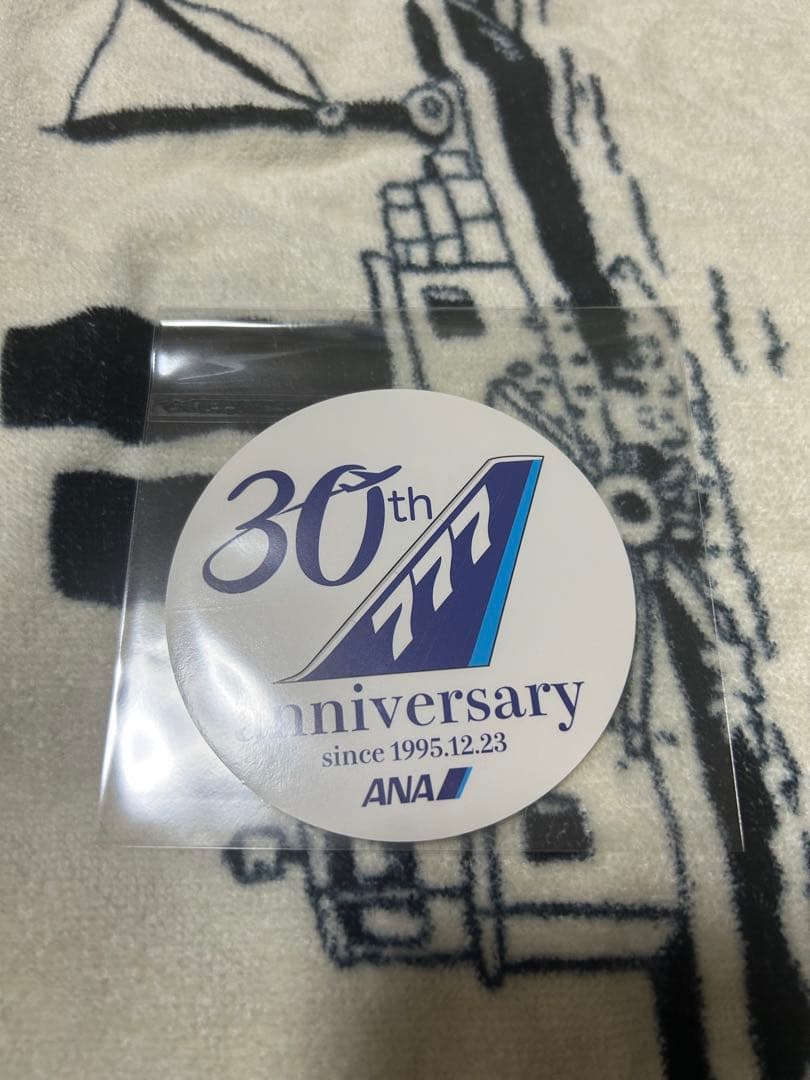 30th
777
anniversary
since 1995.12.23
ANA